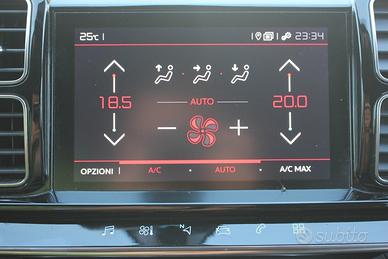 25°C
23:34
18.5
AUTO
20.0
OPZIONI
A/C
AUTO
A/C MAX
subito